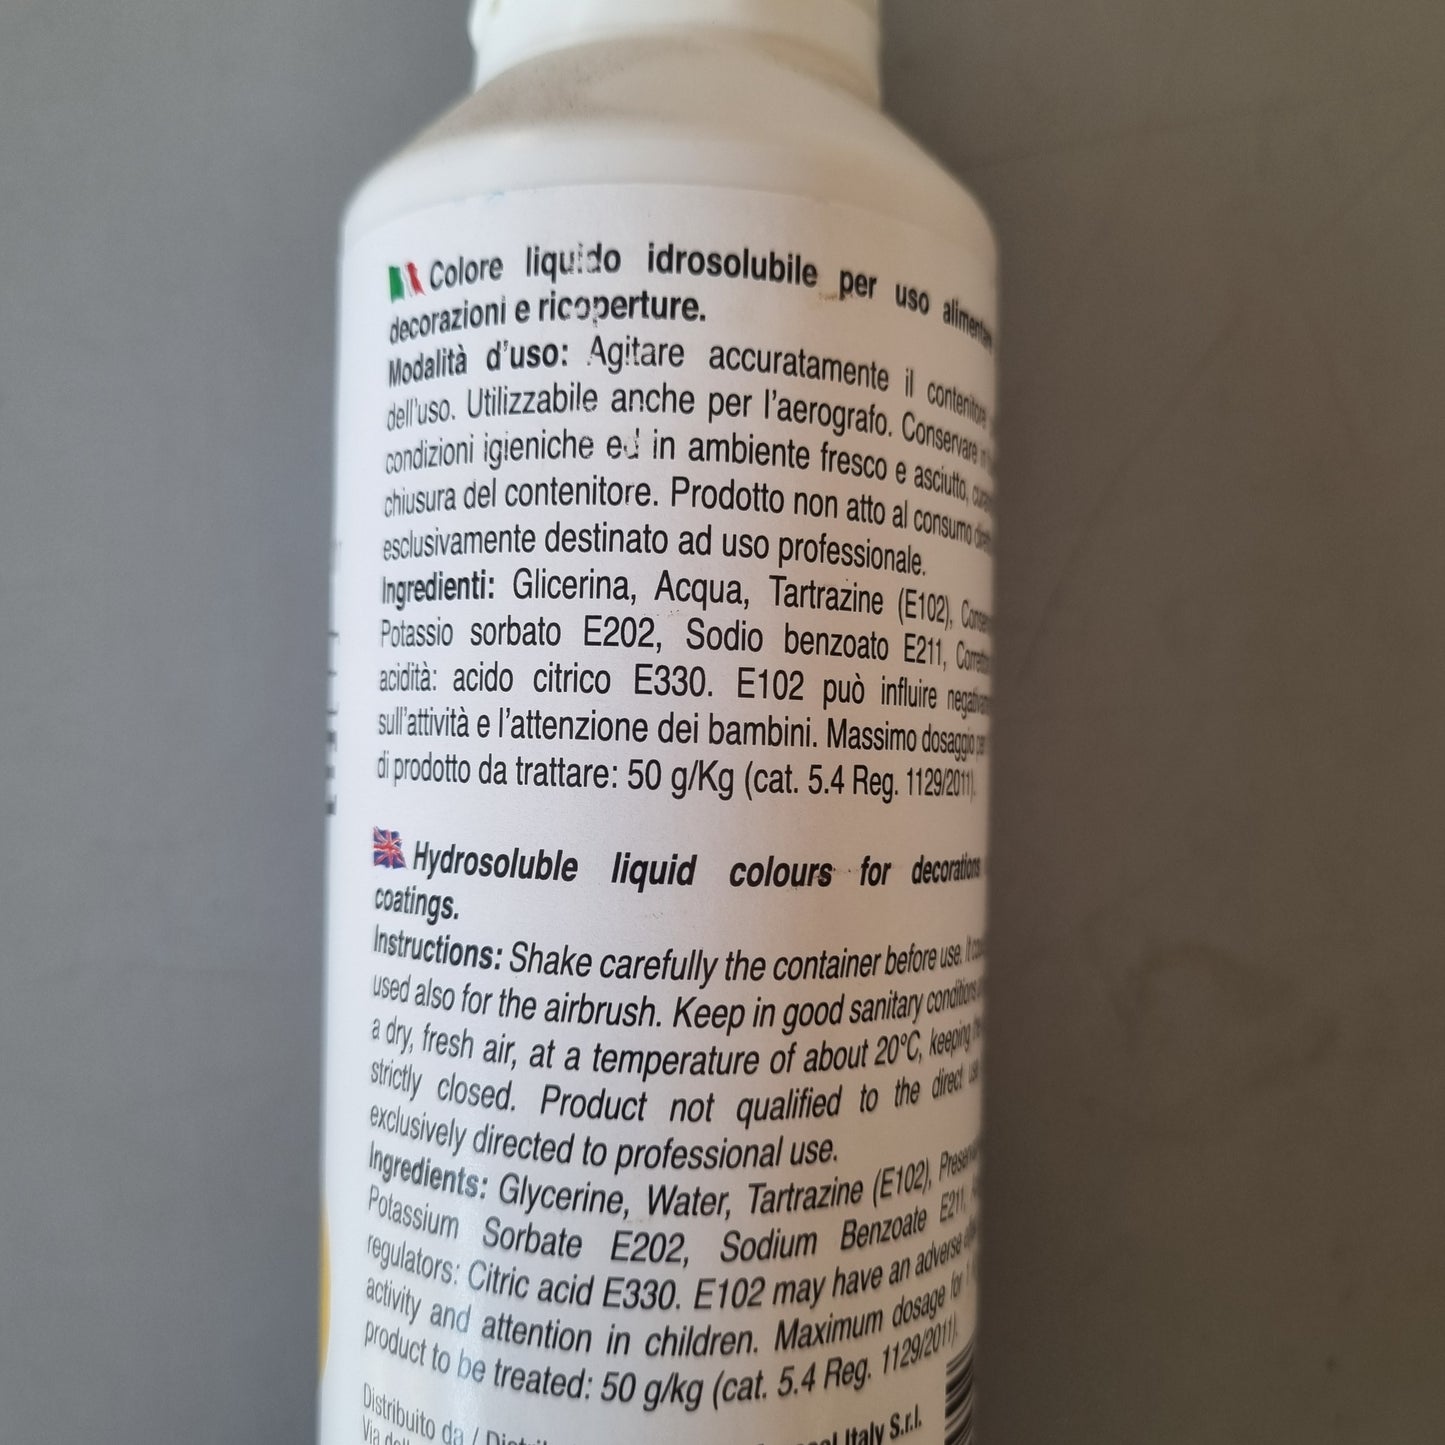 Colore liquido idrosolubile per uso alimentare
decorazioni e ricoperture.
Modalità d'uso: Agitare accuratamente il contenitore
dell'uso. Utilizzabile anche per l'aerografo. Conservare in
condizioni igieniche ed in ambiente fresco e asciutto,
chiusura del contenitore. Prodotto non atto al consumo
esclusivamente destinato ad uso professionale.
Ingredienti: Glicerina, Acqua, Tartrazine (E102),
Potassio sorbato E202, Sodio benzoato E211,
acidità: acido citrico E330. E102 può influire
sull'attività e l'attenzione dei bambini. Massimo dosaggio per
di prodotto da trattare: 50 g/Kg (cat. 5.4 Reg. 1129/2011).
Hydrosoluble liquid colours for decorations
coatings.
Instructions: Shake carefully the container before use. It
used also for the airbrush. Keep in good sanitary conditions
a dry, fresh air, at a temperature of about 20°C, keeping
strictly closed. Product not qualified to the direct
exclusively directed to professional use.
Ingredients: Glycerine, Water, Tartrazine (E102),
Potassium Sorbate E202, Sodium Benzoate E211,
regulators: Citric acid E330. E102 may have an adverse
activity and attention in children. Maximum dosage for 1
product to be treated: 50 g/kg (cat. 5.4 Reg. 1129/2011).
Distribuito da / Italy S.r.l.
Via